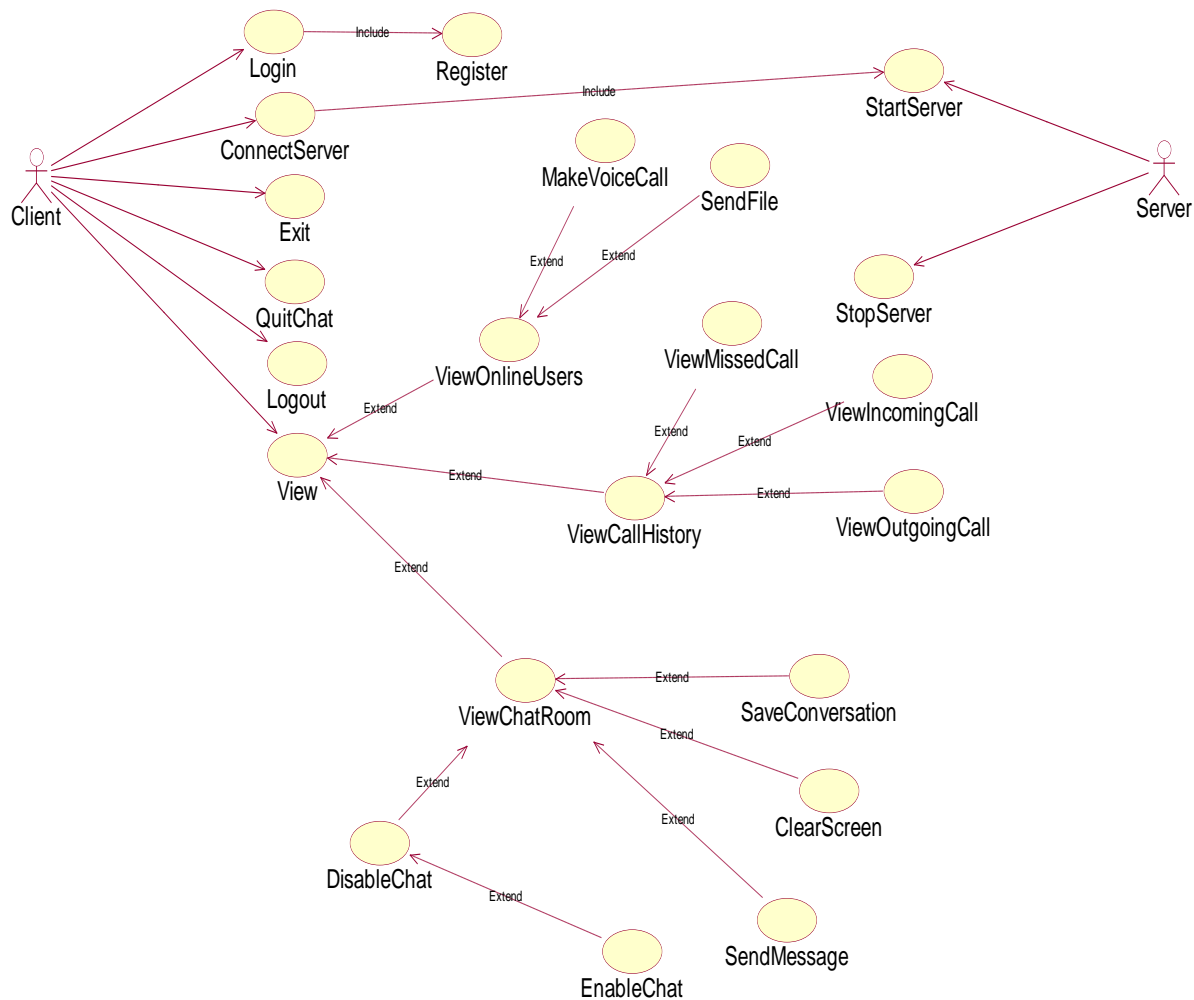 Include
Login
Register
StartServer
Include
ConnectServer
MakeVoiceCall
SendFile
Client
Server
Exit
Extend
Extend
StopServer
QuitChat
ViewMissedCall
ViewOnlineUsers
Logout
Extend
ViewIncomingCall
Extend
Extend
Extend
View
Extend
ViewCallHistory
ViewOutgoingCall
Extend
Extend
SaveConversation
ViewChatRoom
Extend
Extend
ClearScreen
Extend
DisableChat
Extend
SendMessage
EnableChat